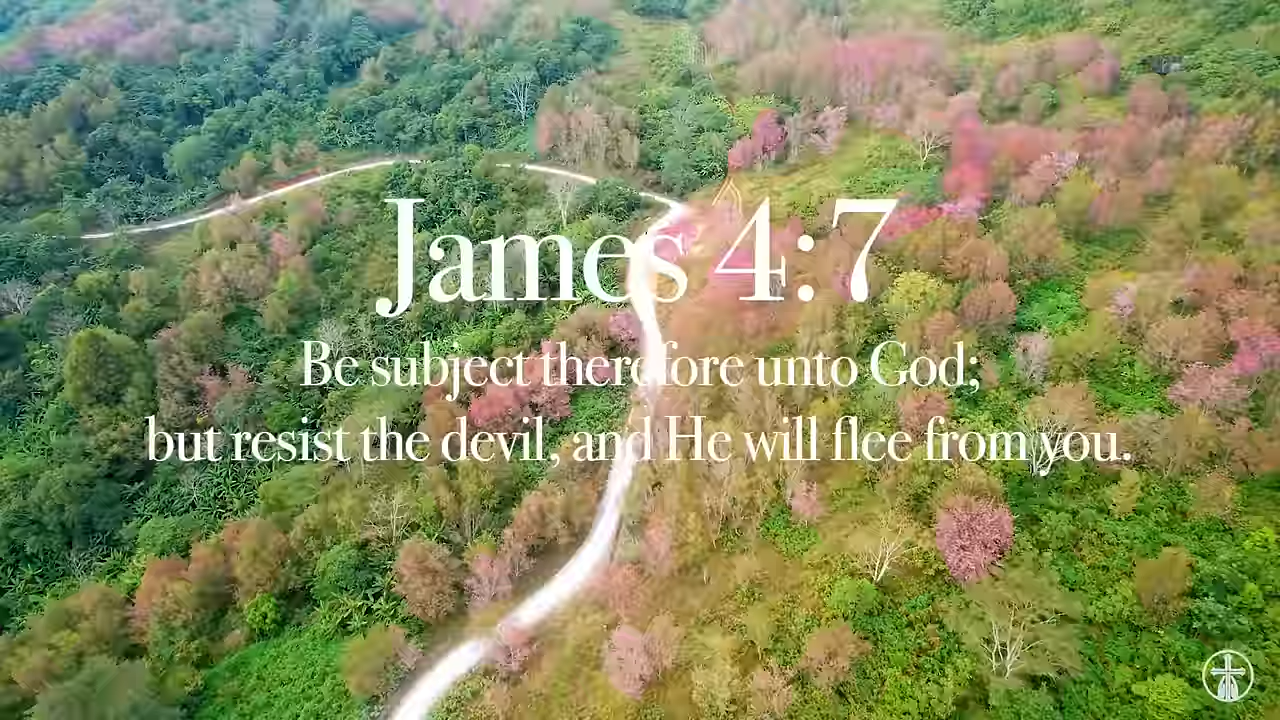 James 4:7
Be subject therefore unto God;
but resist the devil, and He will flee from you.